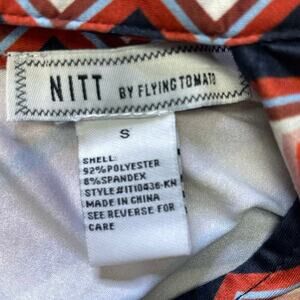 NITT BY FLYING TOMATO
S
SHELL:
92%POLYESTER
8%SPANDEX
STYLE#IT10436-KN
MADE IN CHINA
SEE REVERSE FOR
CARE